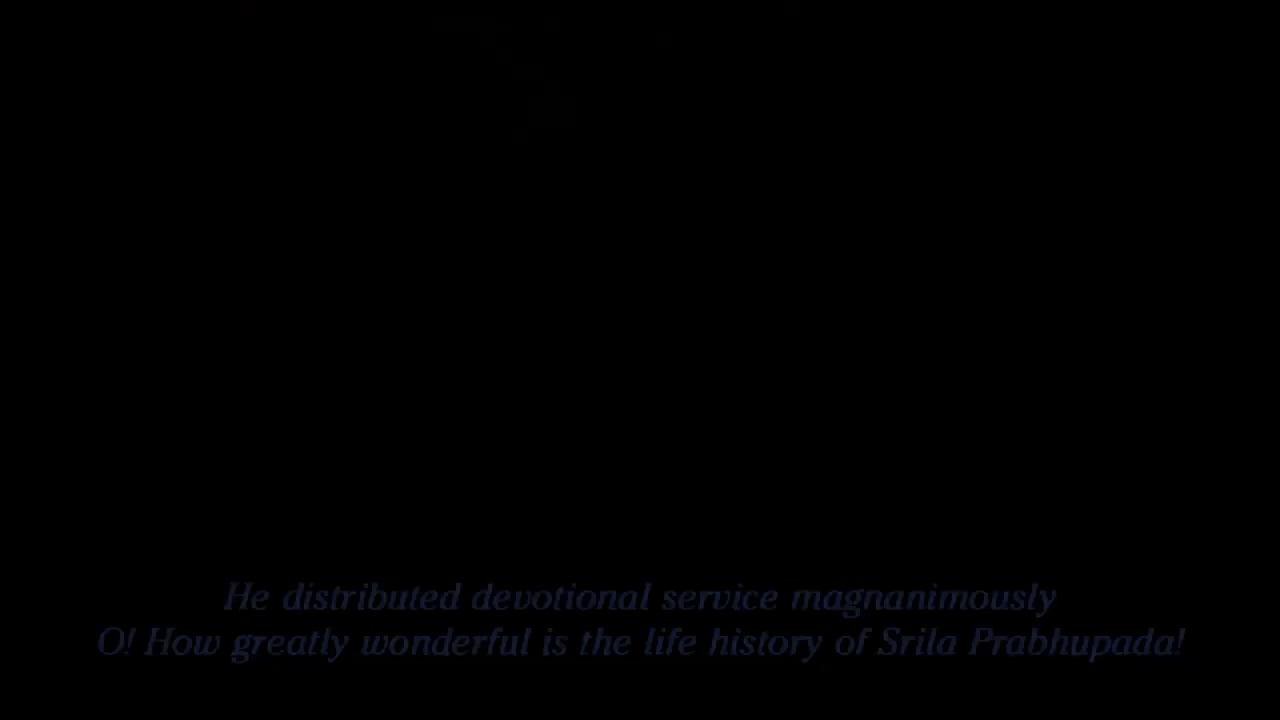 He distributed devotional service magnanimously
O! How greatly wonderful is the life history of Srila Prabhupada!